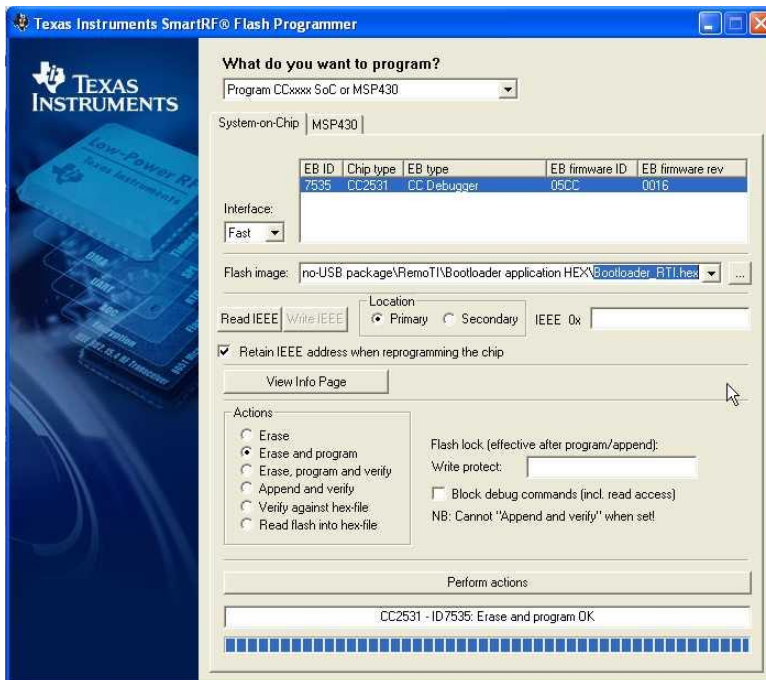 Texas Instruments SmartRF® Flash Programmer
TEXAS
INSTRUMENTS
Low-Power RF
Texas Instruments
What do you want to program?
Program CCxxxx SoC or MSP430
System-on-Chip MSP430
EB ID Chip type EB type EB firmware ID EB firmware rev
7535 CC2531 CC Debugger 05CC 0016
Interface:
Fast
Flash image: no-USB package\RemoTI\Bootloader application HEX\Bootloader_RTI.hex ...
Read IEEE Write IEEE Location Primary Secondary IEEE 0x
Retain IEEE address when reprogramming the chip
View Info Page
Actions
Erase
Erase and program
Erase, program and verify
Append and verify
Verify against hex-file
Read flash into hex-file
Flash lock (effective after program/append):
Write protect:
Block debug commands (incl. read access)
NB: Cannot "Append and verify" when set!
Perform actions
CC2531 - ID7535: Erase and program OK